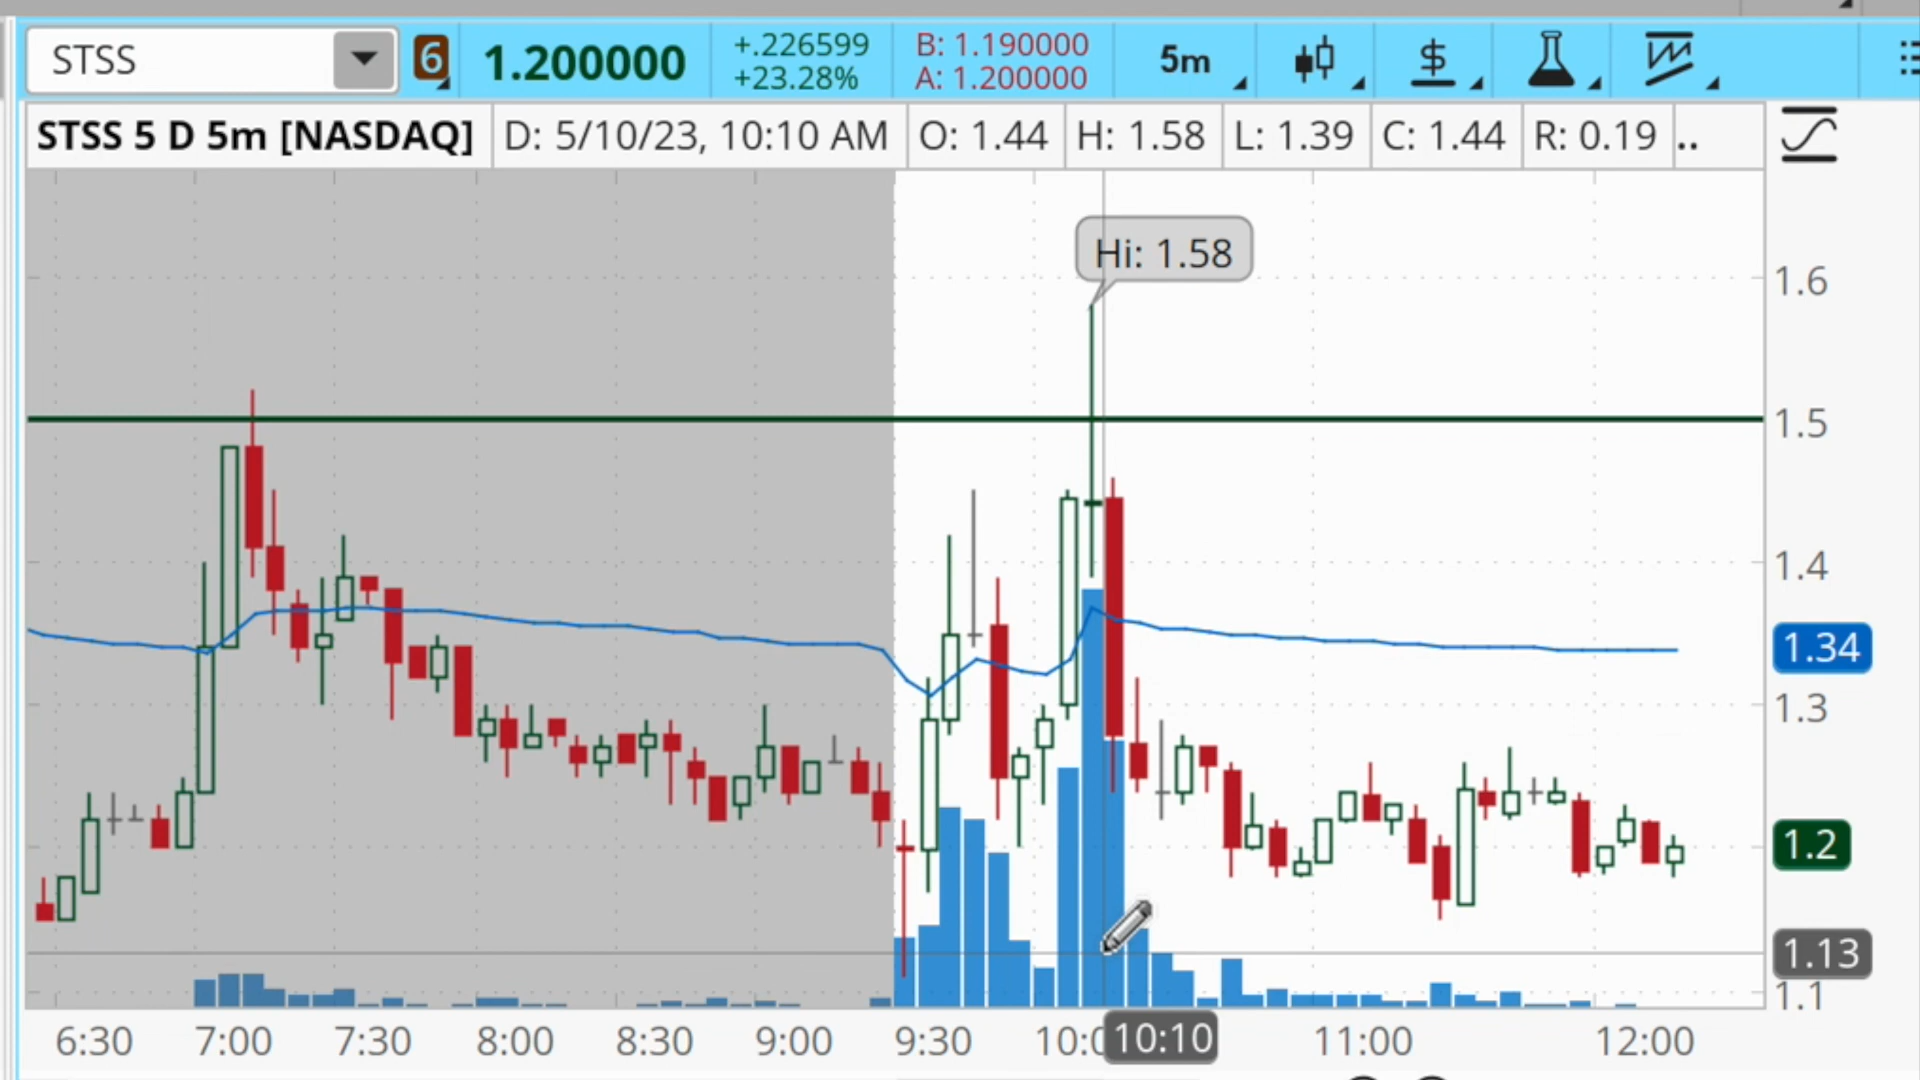 STSS
6
1.200000
+.226599
+23.28%
B: 1.190000
A: 1.200000
5m
$
STSS 5 D 5m [NASDAQ]
D: 5/10/23, 10:10 AM
O: 1.44
H: 1.58
L: 1.39
C: 1.44
R: 0.19
..
Hi: 1.58
1.6
1.5
1.4
1.34
1.3
1.2
1.13
1.1
6:30
7:00
7:30
8:00
8:30
9:00
9:30
10:0
10:10
11:00
12:00